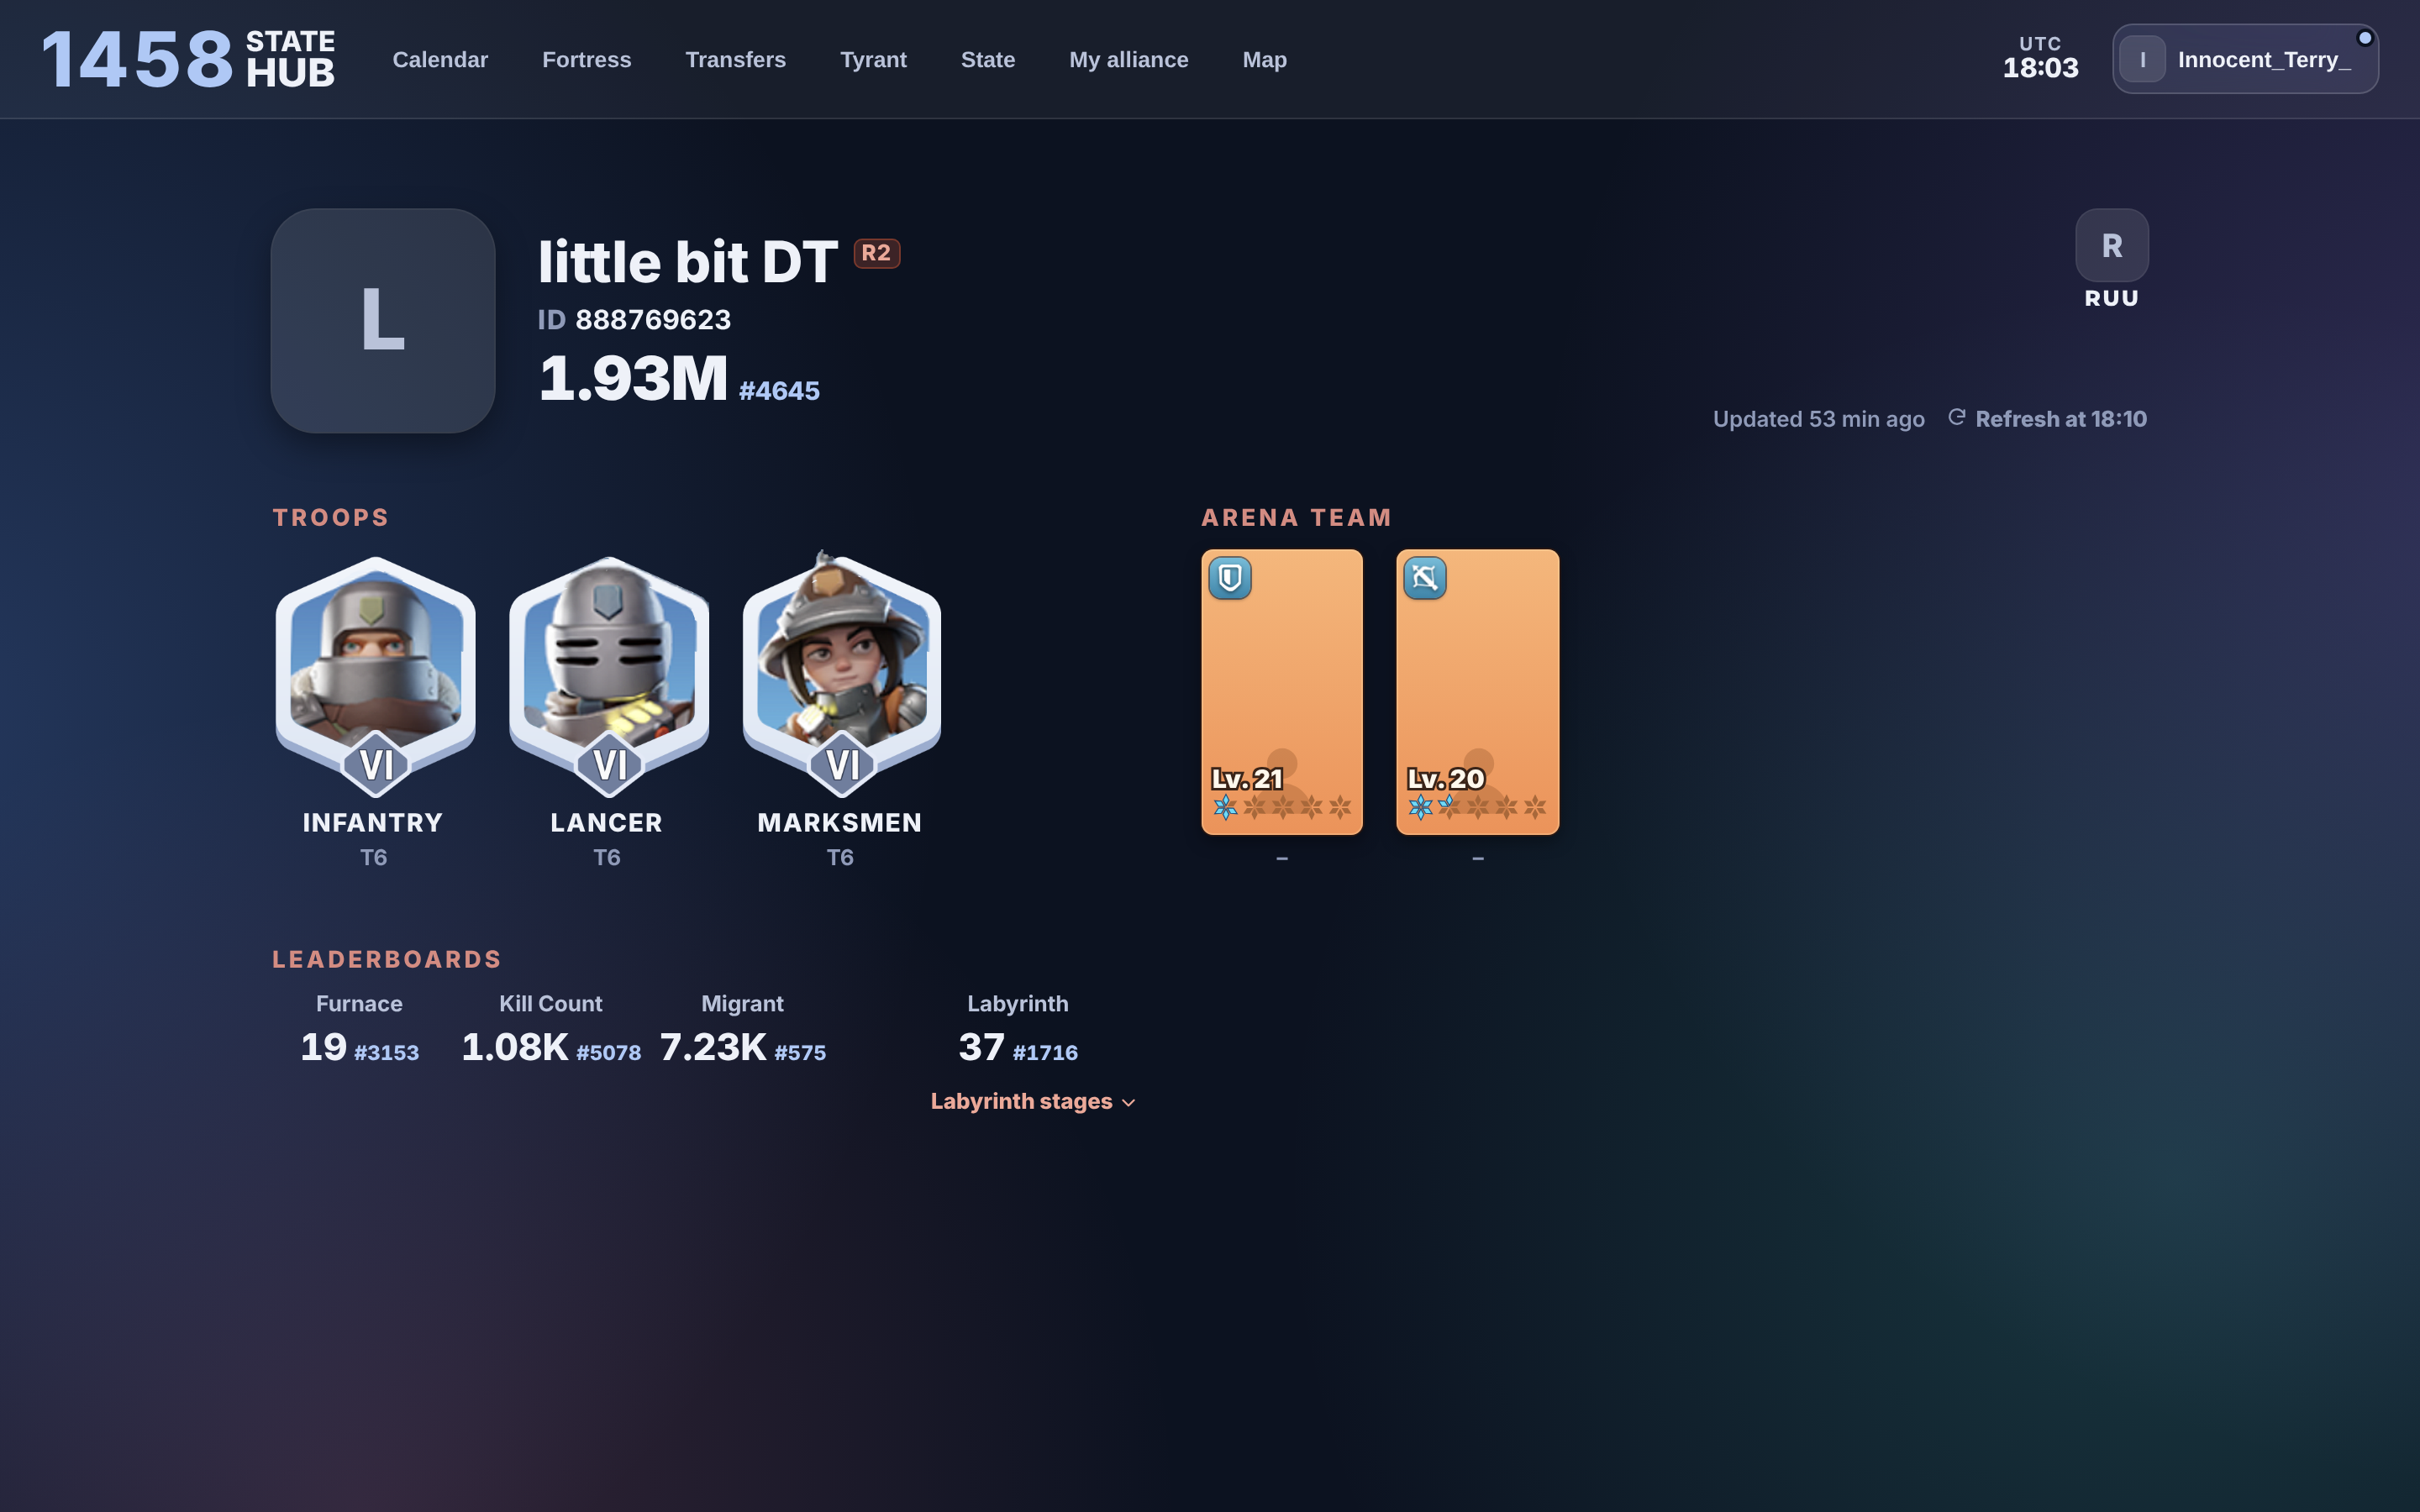 1458 STATE HUB
Calendar Fortress Transfers Tyrant State My alliance Map
UTC 18:03
I Innocent_Terry_
L
little bit DT R2
ID 888769623
1.93M #4645
R
RUU
Updated 53 min ago Refresh at 18:10
TROOPS
VI VI VI
INFANTRY LANCER MARKSMEN
T6 T6 T6
ARENA TEAM
Lv. 21 Lv. 20
– –
LEADERBOARDS
Furnace Kill Count Migrant Labyrinth
19 #3153 1.08K #5078 7.23K #575 37 #1716
Labyrinth stages